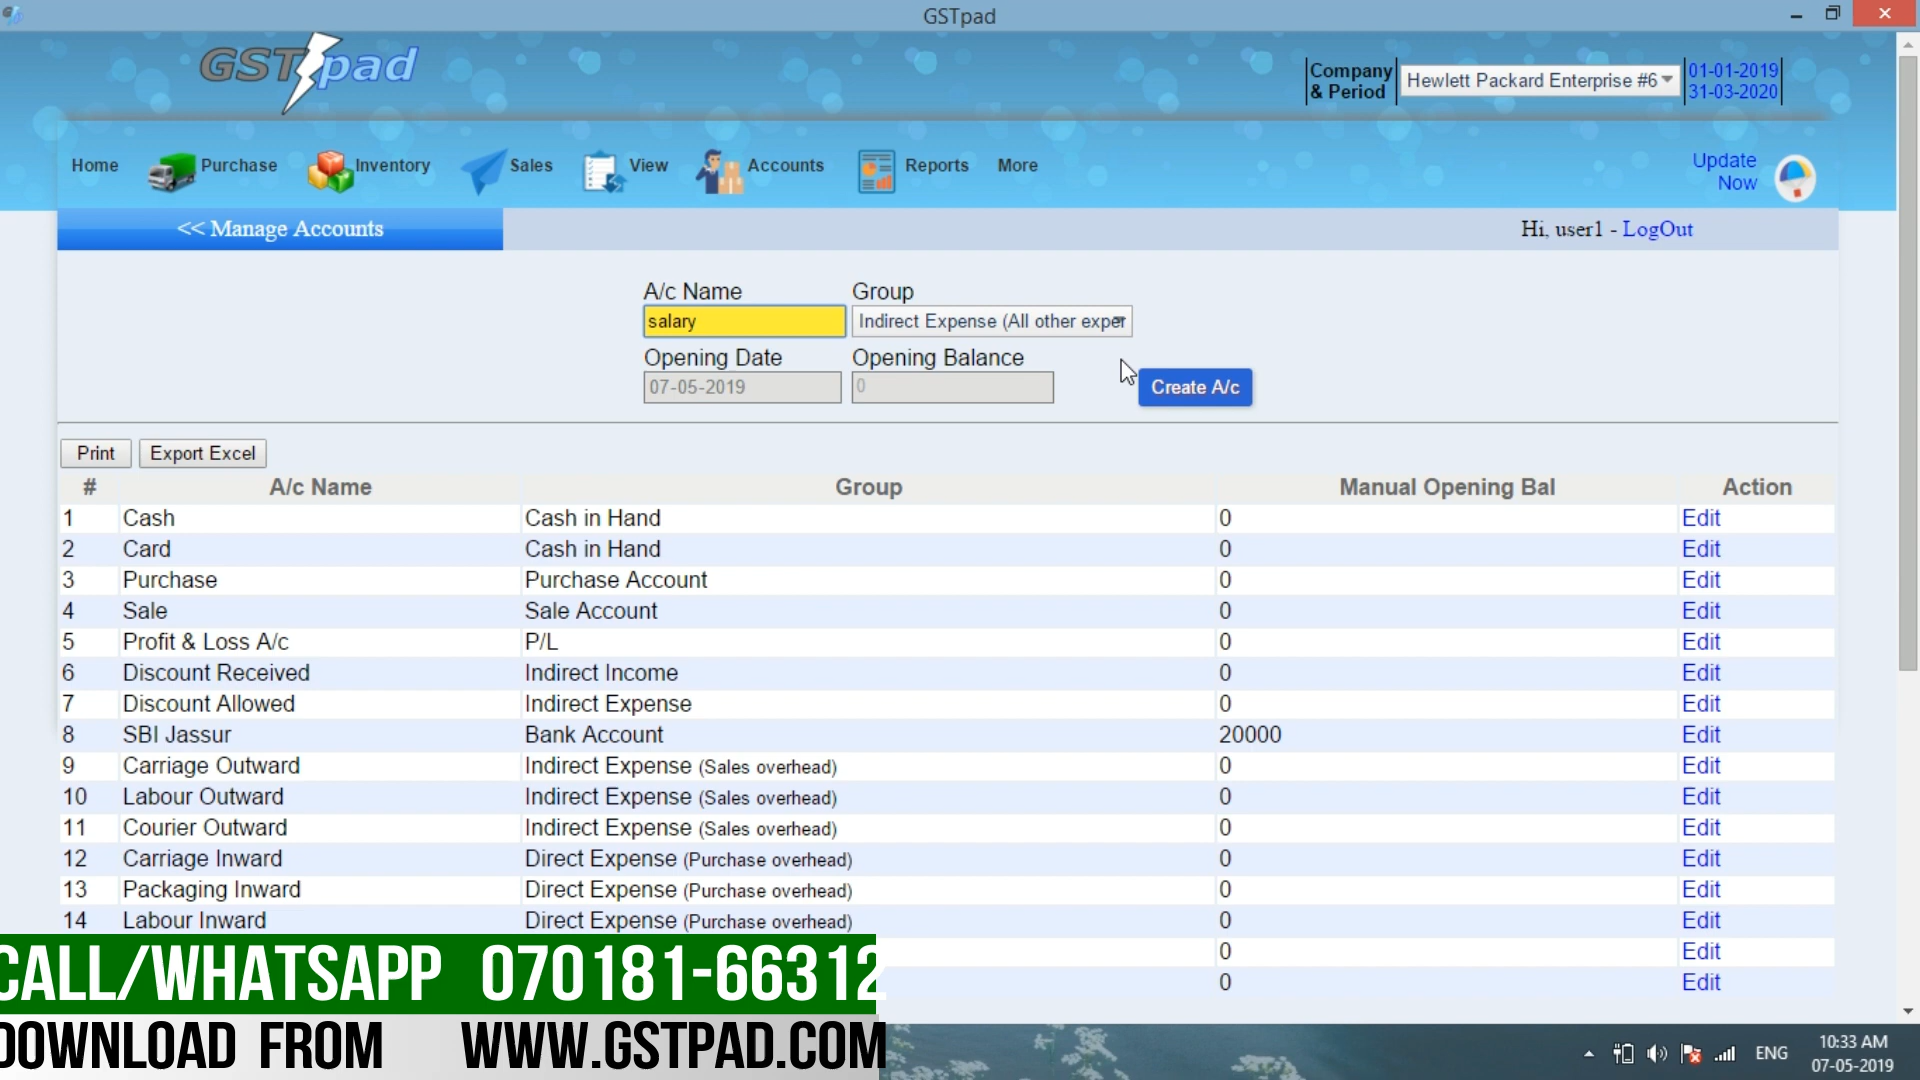 GSTpad
GSTpad
Company
& Period
Hewlett Packard Enterprise #6
01-01-2019
31-03-2020
Home
Purchase
Inventory
Sales
View
Accounts
Reports
More
Update
Now
<< Manage Accounts
Hi, user1 - LogOut
A/c Name Group
salary Indirect Expense (All other exper
Opening Date Opening Balance
07-05-2019 0
Create A/c
Print Export Excel
# A/c Name Group Manual Opening Bal Action
1 Cash Cash in Hand 0 Edit
2 Card Cash in Hand 0 Edit
3 Purchase Purchase Account 0 Edit
4 Sale Sale Account 0 Edit
5 Profit & Loss A/c P/L 0 Edit
6 Discount Received Indirect Income 0 Edit
7 Discount Allowed Indirect Expense 0 Edit
8 SBI Jassur Bank Account 20000 Edit
9 Carriage Outward Indirect Expense (Sales overhead) 0 Edit
10 Labour Outward Indirect Expense (Sales overhead) 0 Edit
11 Courier Outward Indirect Expense (Sales overhead) 0 Edit
12 Carriage Inward Direct Expense (Purchase overhead) 0 Edit
13 Packaging Inward Direct Expense (Purchase overhead) 0 Edit
14 Labour Inward Direct Expense (Purchase overhead) 0 Edit
0 Edit
0 Edit
CALL/WHATSAPP 070181-66312
DOWNLOAD FROM WWW.GSTPAD.COM
ENG
10:33 AM
07-05-2019